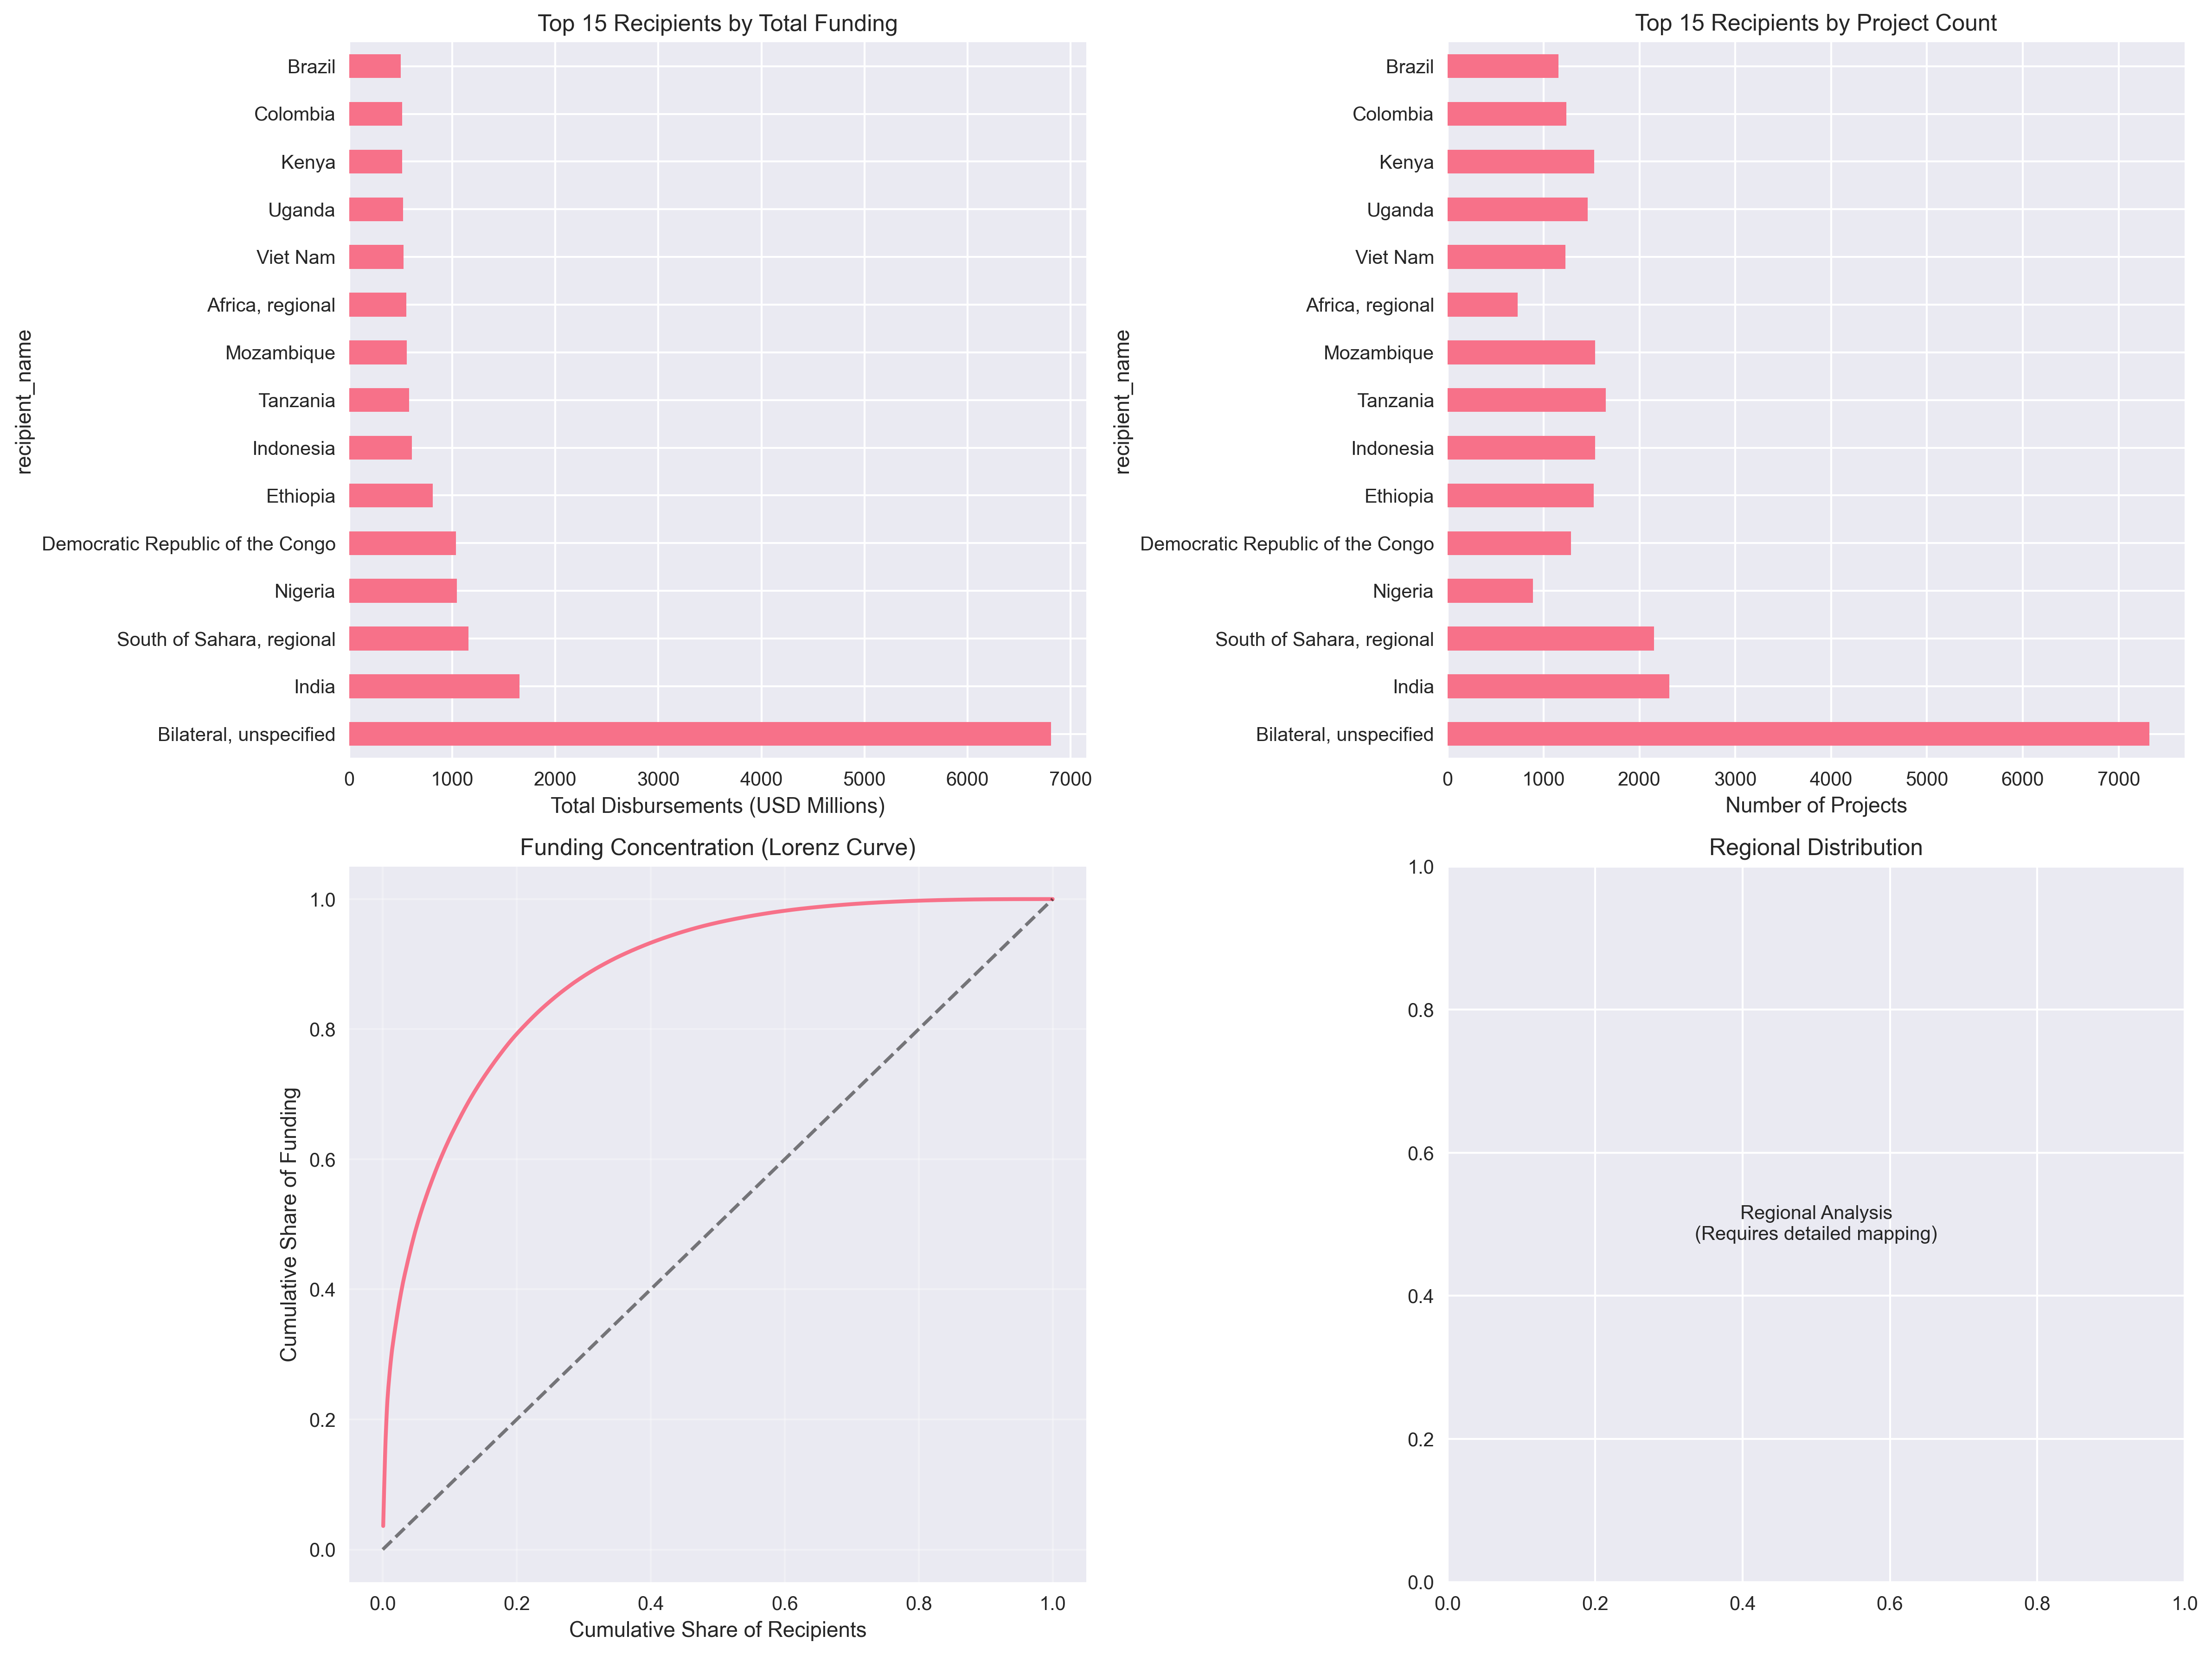 Top 15 Recipients by Total Funding
recipient_name
Brazil
Colombia
Kenya
Uganda
Viet Nam
Africa, regional
Mozambique
Tanzania
Indonesia
Ethiopia
Democratic Republic of the Congo
Nigeria
South of Sahara, regional
India
Bilateral, unspecified
0 1000 2000 3000 4000 5000 6000 7000
Total Disbursements (USD Millions)
Top 15 Recipients by Project Count
recipient_name
Brazil
Colombia
Kenya
Uganda
Viet Nam
Africa, regional
Mozambique
Tanzania
Indonesia
Ethiopia
Democratic Republic of the Congo
Nigeria
South of Sahara, regional
India
Bilateral, unspecified
0 1000 2000 3000 4000 5000 6000 7000
Number of Projects
Funding Concentration (Lorenz Curve)
Cumulative Share of Funding
1.0
0.8
0.6
0.4
0.2
0.0
0.0 0.2 0.4 0.6 0.8 1.0
Cumulative Share of Recipients
Regional Distribution
1.0
0.8
0.6
0.4
0.2
0.0
Regional Analysis
(Requires detailed mapping)
0.0 0.2 0.4 0.6 0.8 1.0